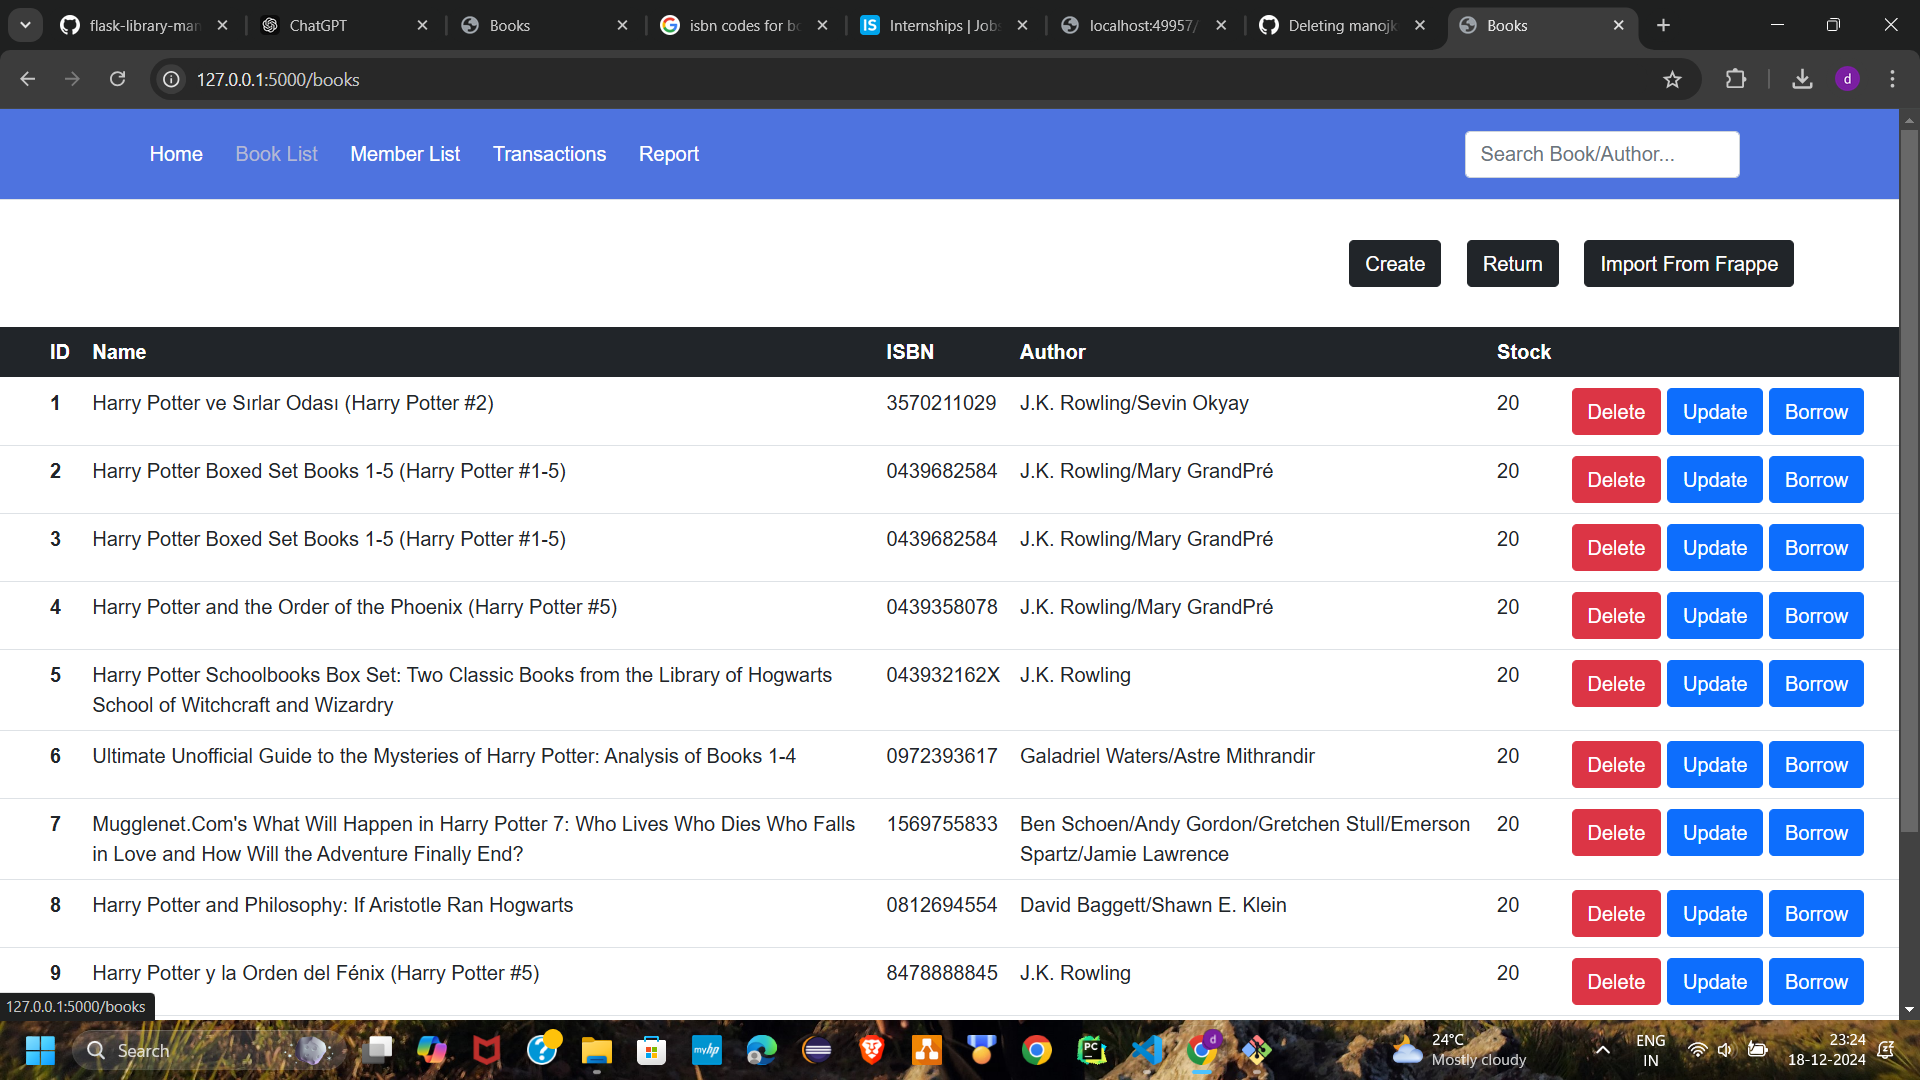 flask-library-man
ChatGPT
Books
isbn codes for bo
Internships | Jobs
localhost:49957/
Deleting manojk
Books
127.0.0.1:5000/books
d
Home Book List Member List Transactions Report
Search Book/Author...
Create Return Import From Frappe
ID Name ISBN Author Stock
1 Harry Potter ve Sırlar Odası (Harry Potter #2) 3570211029 J.K. Rowling/Sevin Okyay 20 Delete Update Borrow
2 Harry Potter Boxed Set Books 1-5 (Harry Potter #1-5) 0439682584 J.K. Rowling/Mary GrandPré 20 Delete Update Borrow
3 Harry Potter Boxed Set Books 1-5 (Harry Potter #1-5) 0439682584 J.K. Rowling/Mary GrandPré 20 Delete Update Borrow
4 Harry Potter and the Order of the Phoenix (Harry Potter #5) 0439358078 J.K. Rowling/Mary GrandPré 20 Delete Update Borrow
5 Harry Potter Schoolbooks Box Set: Two Classic Books from the Library of Hogwarts 043932162X J.K. Rowling 20 Delete Update Borrow
School of Witchcraft and Wizardry
6 Ultimate Unofficial Guide to the Mysteries of Harry Potter: Analysis of Books 1-4 0972393617 Galadriel Waters/Astre Mithrandir 20 Delete Update Borrow
7 Mugglenet.Com's What Will Happen in Harry Potter 7: Who Lives Who Dies Who Falls 1569755833 Ben Schoen/Andy Gordon/Gretchen Stull/Emerson 20 Delete Update Borrow
in Love and How Will the Adventure Finally End? Spartz/Jamie Lawrence
8 Harry Potter and Philosophy: If Aristotle Ran Hogwarts 0812694554 David Baggett/Shawn E. Klein 20 Delete Update Borrow
9 Harry Potter y la Orden del Fénix (Harry Potter #5) 8478888845 J.K. Rowling 20 Delete Update Borrow
127.0.0.1:5000/books
Search
24°C
Mostly cloudy
ENG
IN
23:24
18-12-2024